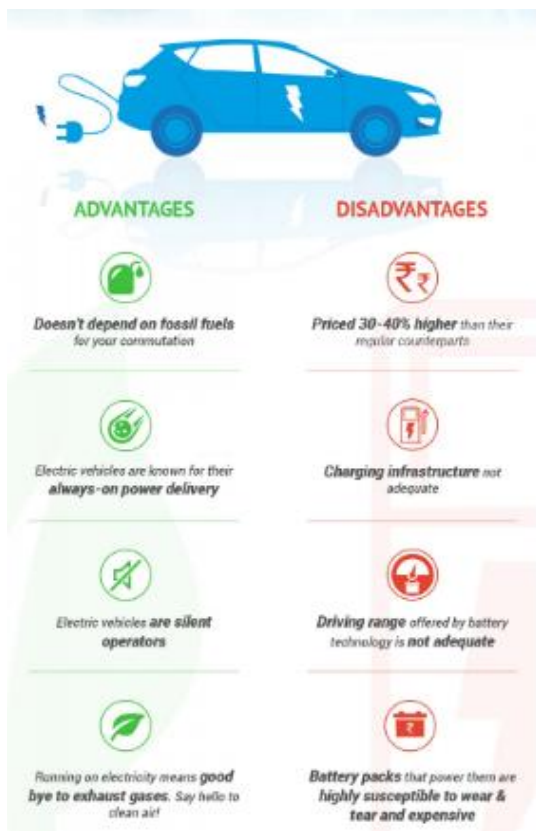 ADVANTAGES
DISADVANTAGES
Doesn't depend on fossil fuels
for your commutation
Priced 30-40% higher than their
regular counterparts
Electric vehicles are known for their
always-on power delivery
Charging infrastructure not
adequate
Electric vehicles are silent
operators
Driving range offered by battery
technology is not adequate
Running on electricity means good
bye to exhaust gases. Say hello to
clean air!
Battery packs that power them are
highly susceptible to wear &
tear and expensive